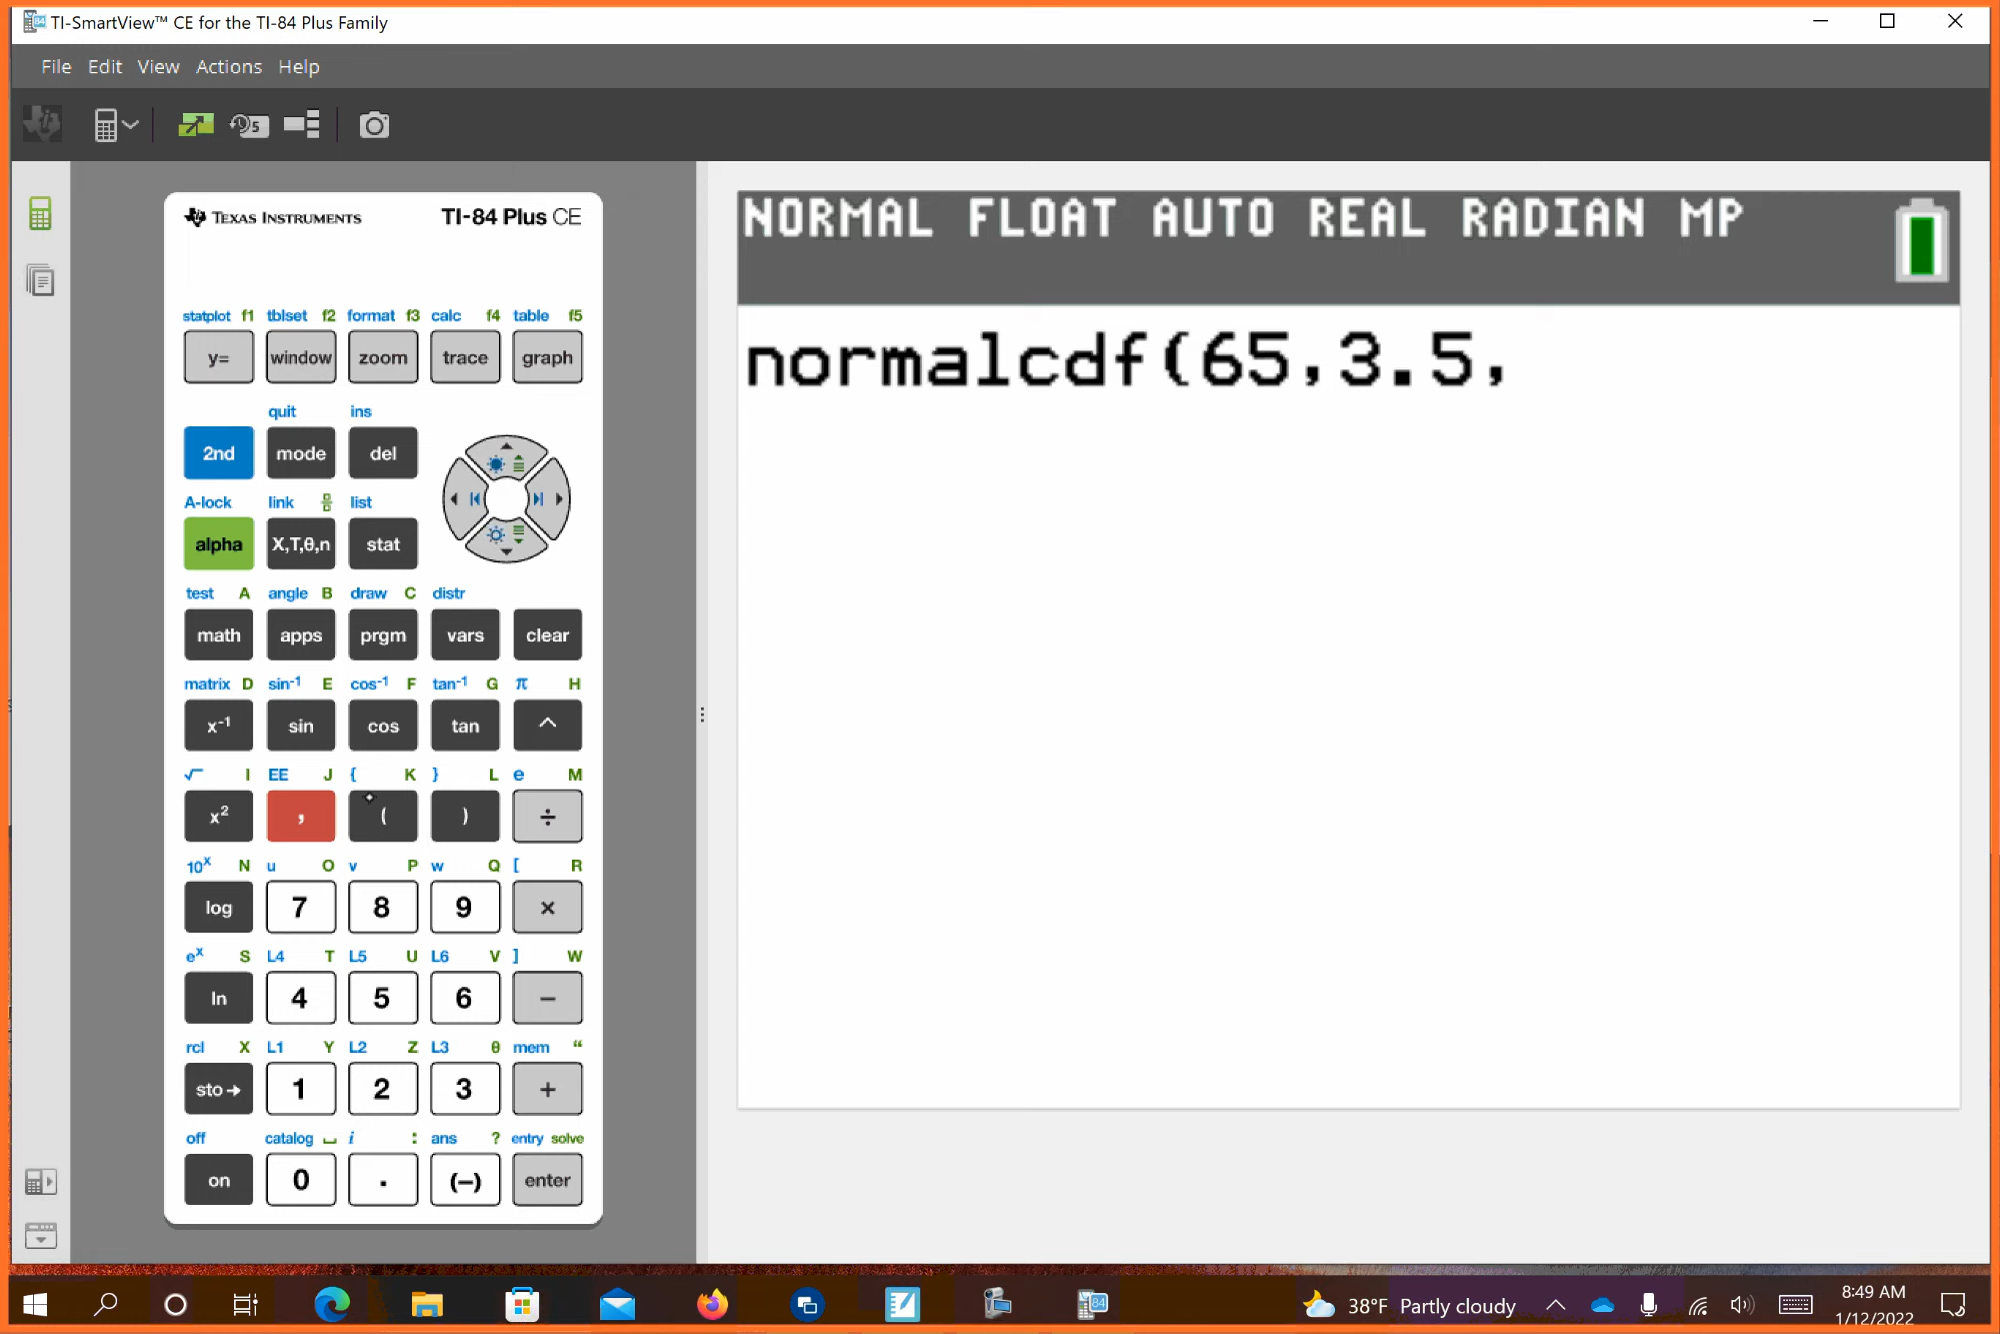 TI-SmartView™ CE for the TI-84 Plus Family
File Edit View Actions Help
5
TEXAS INSTRUMENTS TI-84 Plus CE
statplot f1 tblset f2 format f3 calc f4 table f5
y= window zoom trace graph
quit ins
2nd mode del
A-lock link list
alpha X,T,θ,n stat
test A angle B draw C distr
math apps prgm vars clear
matrix D sin-1 E cos-1 F tan-1 G π H
x-1 sin cos tan ^
√ I EE J { K } L e M
x2 , ( ) ÷
10x N u O v P w Q [ R
log 7 8 9 ×
ex S L4 T L5 U L6 V ] W
ln 4 5 6 −
rcl X L1 Y L2 Z L3 θ mem “
sto→ 1 2 3 +
off catalog i : ans ? entry solve
on 0 . (–) enter
NORMAL FLOAT AUTO REAL RADIAN MP
normalcdf(65,3.5,
84
38°F Partly cloudy
8:49 AM
1/12/2022